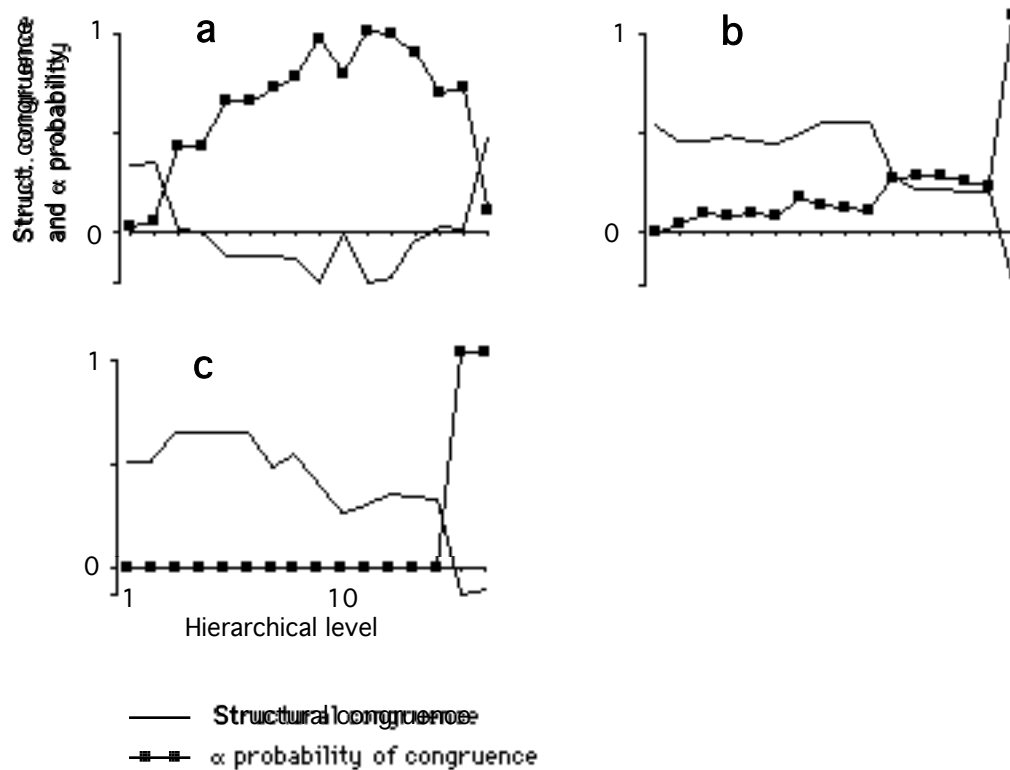 Struct. congruence
and α probability
1
0
a
1
0
b
1
0
c
1
10
Hierarchical level
Structural congruence
α probability of congruence